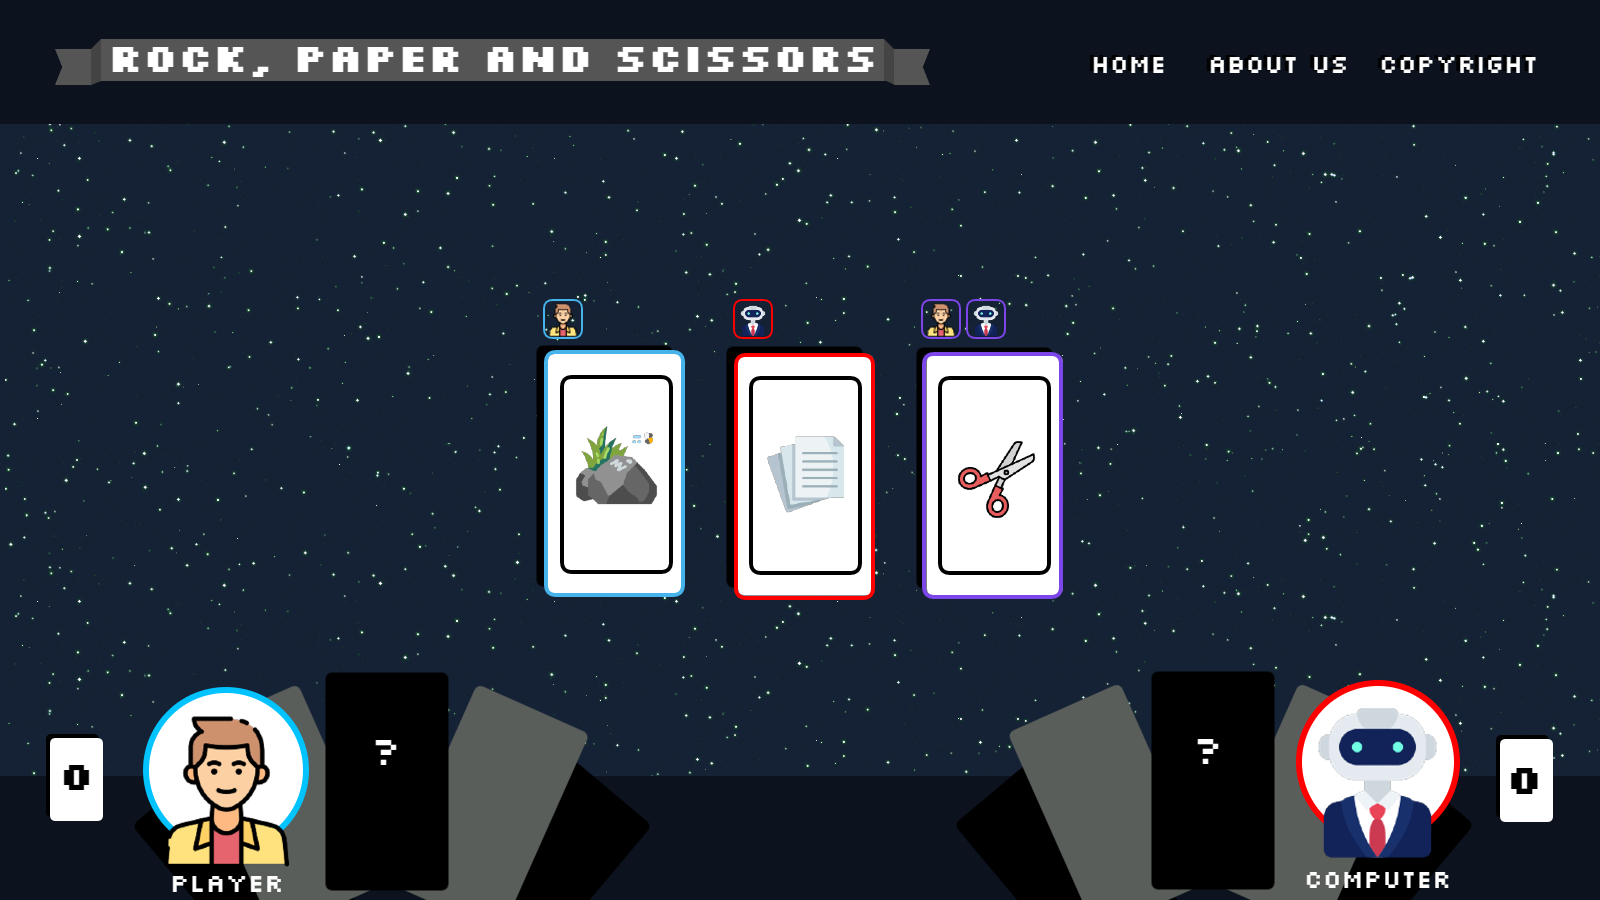 ROCK, PAPER AND SCISSORS
HOME ABOUT US COPYRIGHT
?
?
0
0
PLAYER
COMPUTER